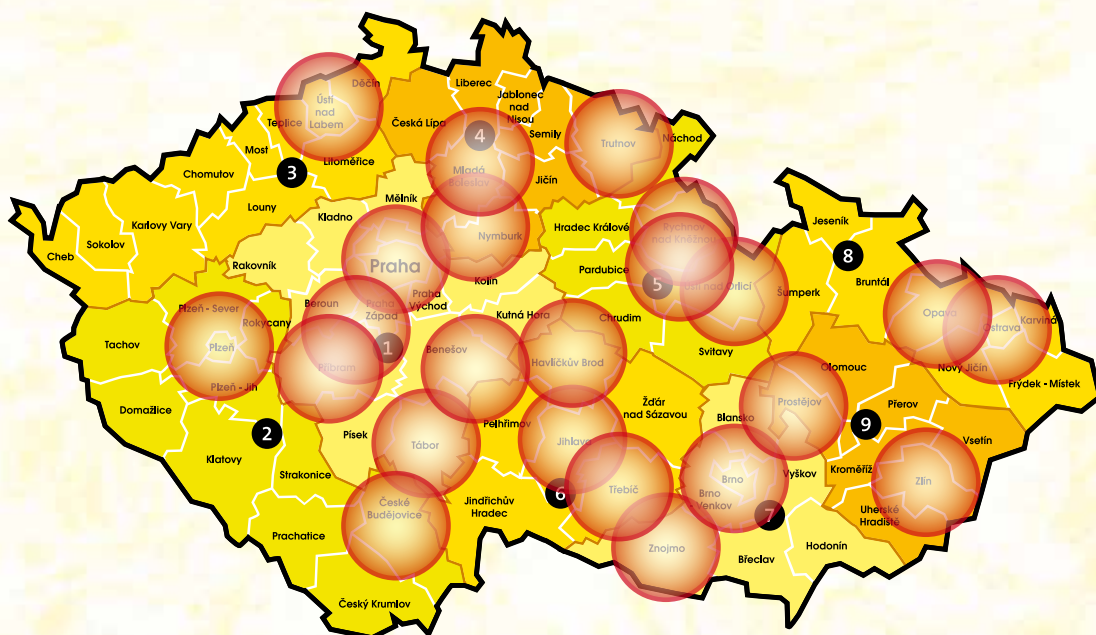 Děčín
Ústí
nad
Labem
Teplice
Most
Litoměřice
Chomutov
3
Louny
Karlovy Vary
Sokolov
Cheb
Liberec
Jablonec
nad
Nisou
Česká Lípa
Semily
4
Mladá
Boleslav
Jičín
Trutnov
Náchod
Mělník
Kladno
Rakovník
Nymburk
Praha
Praha
Východ
Kolín
Beroun
Praha
Západ
1
Kutná Hora
Benešov
Příbram
Hradec Králové
Rychnov
nad Kněžnou
Pardubice
5
Ústí nad Orlicí
Chrudim
Svitavy
Šumperk
Jeseník
8
Bruntál
Opava
Ostrava
Karviná
Nový Jičín
Frýdek - Místek
Plzeň - Sever
Rokycany
Plzeň
Plzeň - Jih
Tachov
Domažlice
2
Klatovy
Písek
Strakonice
Tábor
Prachatice
České
Budějovice
Český Krumlov
Jindřichův
Hradec
Pelhřimov
Havlíčkův Brod
Jihlava
6
Třebíč
Žďár
nad Sázavou
Znojmo
Blansko
Brno
Brno
Venkov
7
Vyškov
Břeclav
Hodonín
Prostějov
Olomouc
Přerov
9
Kroměříž
Vsetín
Zlín
Uherské
Hradiště